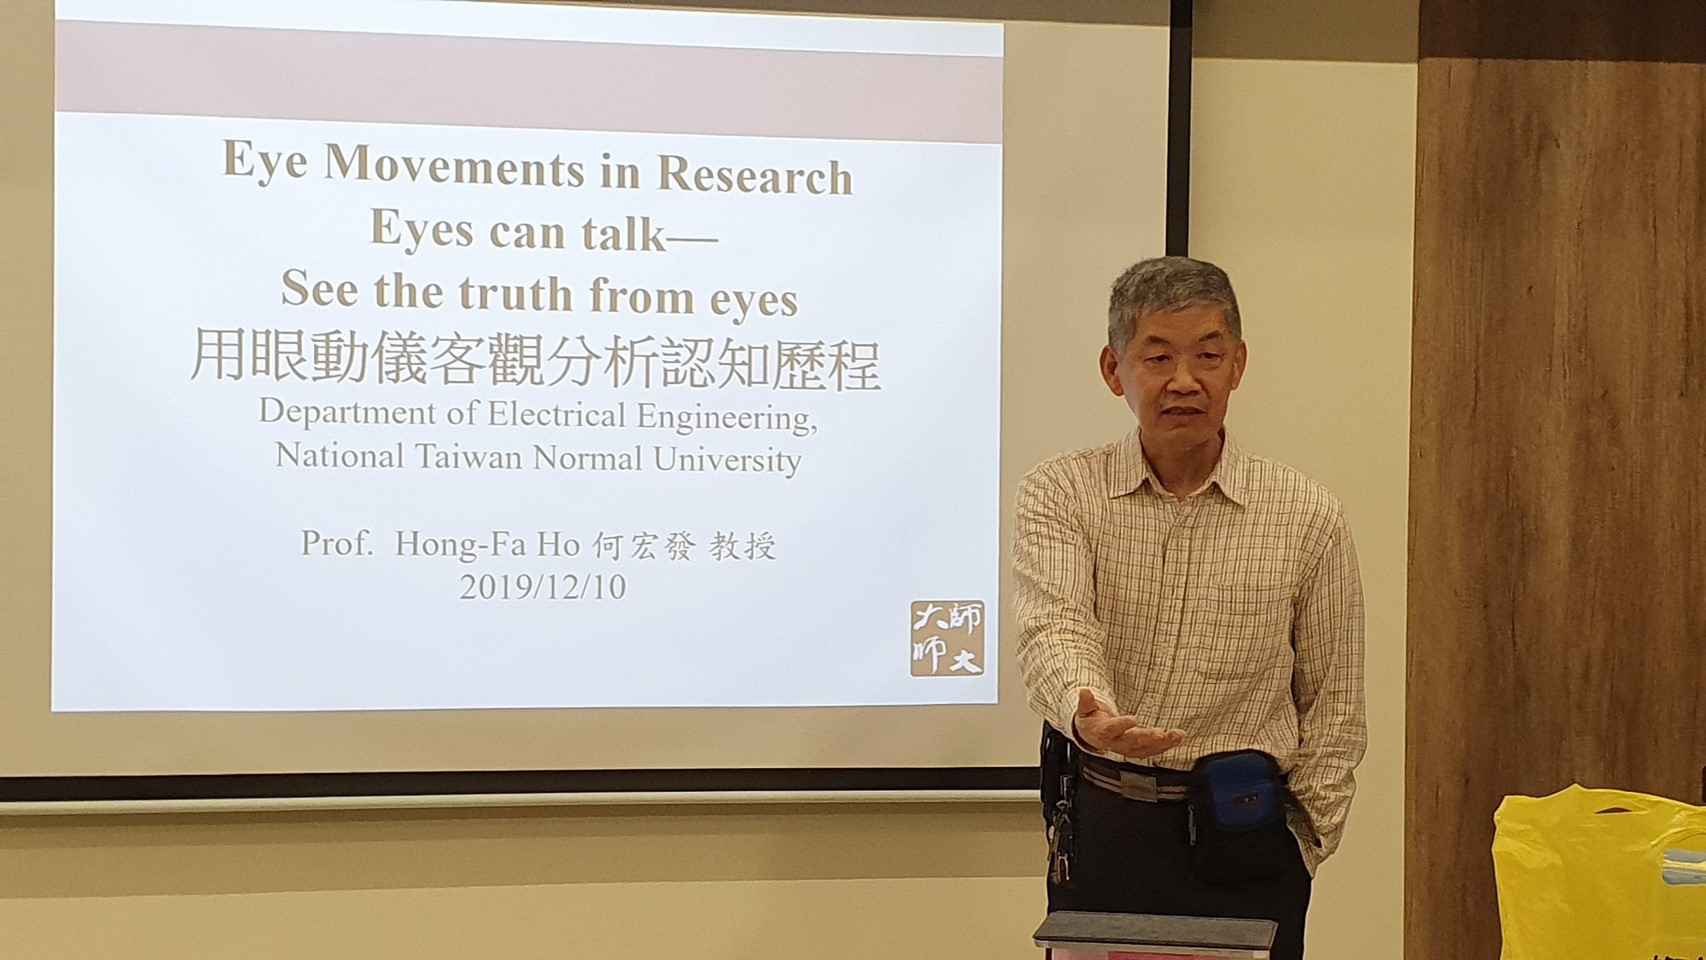 Eye Movements in Research
Eyes can talk—
See the truth from eyes
用眼動儀客觀分析認知歷程
Department of Electrical Engineering,
National Taiwan Normal University
Prof. Hong-Fa Ho 何宏發 教授
2019/12/10
大師
師大